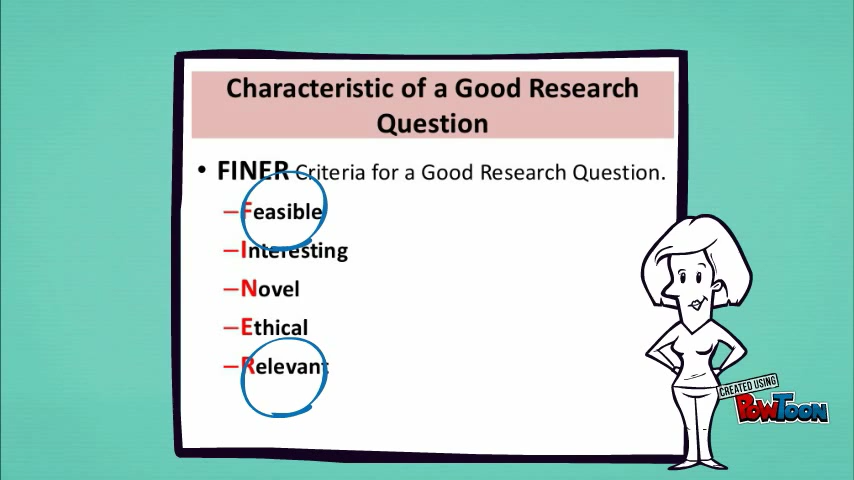 Characteristic of a Good Research
Question
• FINER Criteria for a Good Research Question.
–Feasible
–Interesting
–Novel
–Ethical
–Relevant
CREATED USING
POWTOON